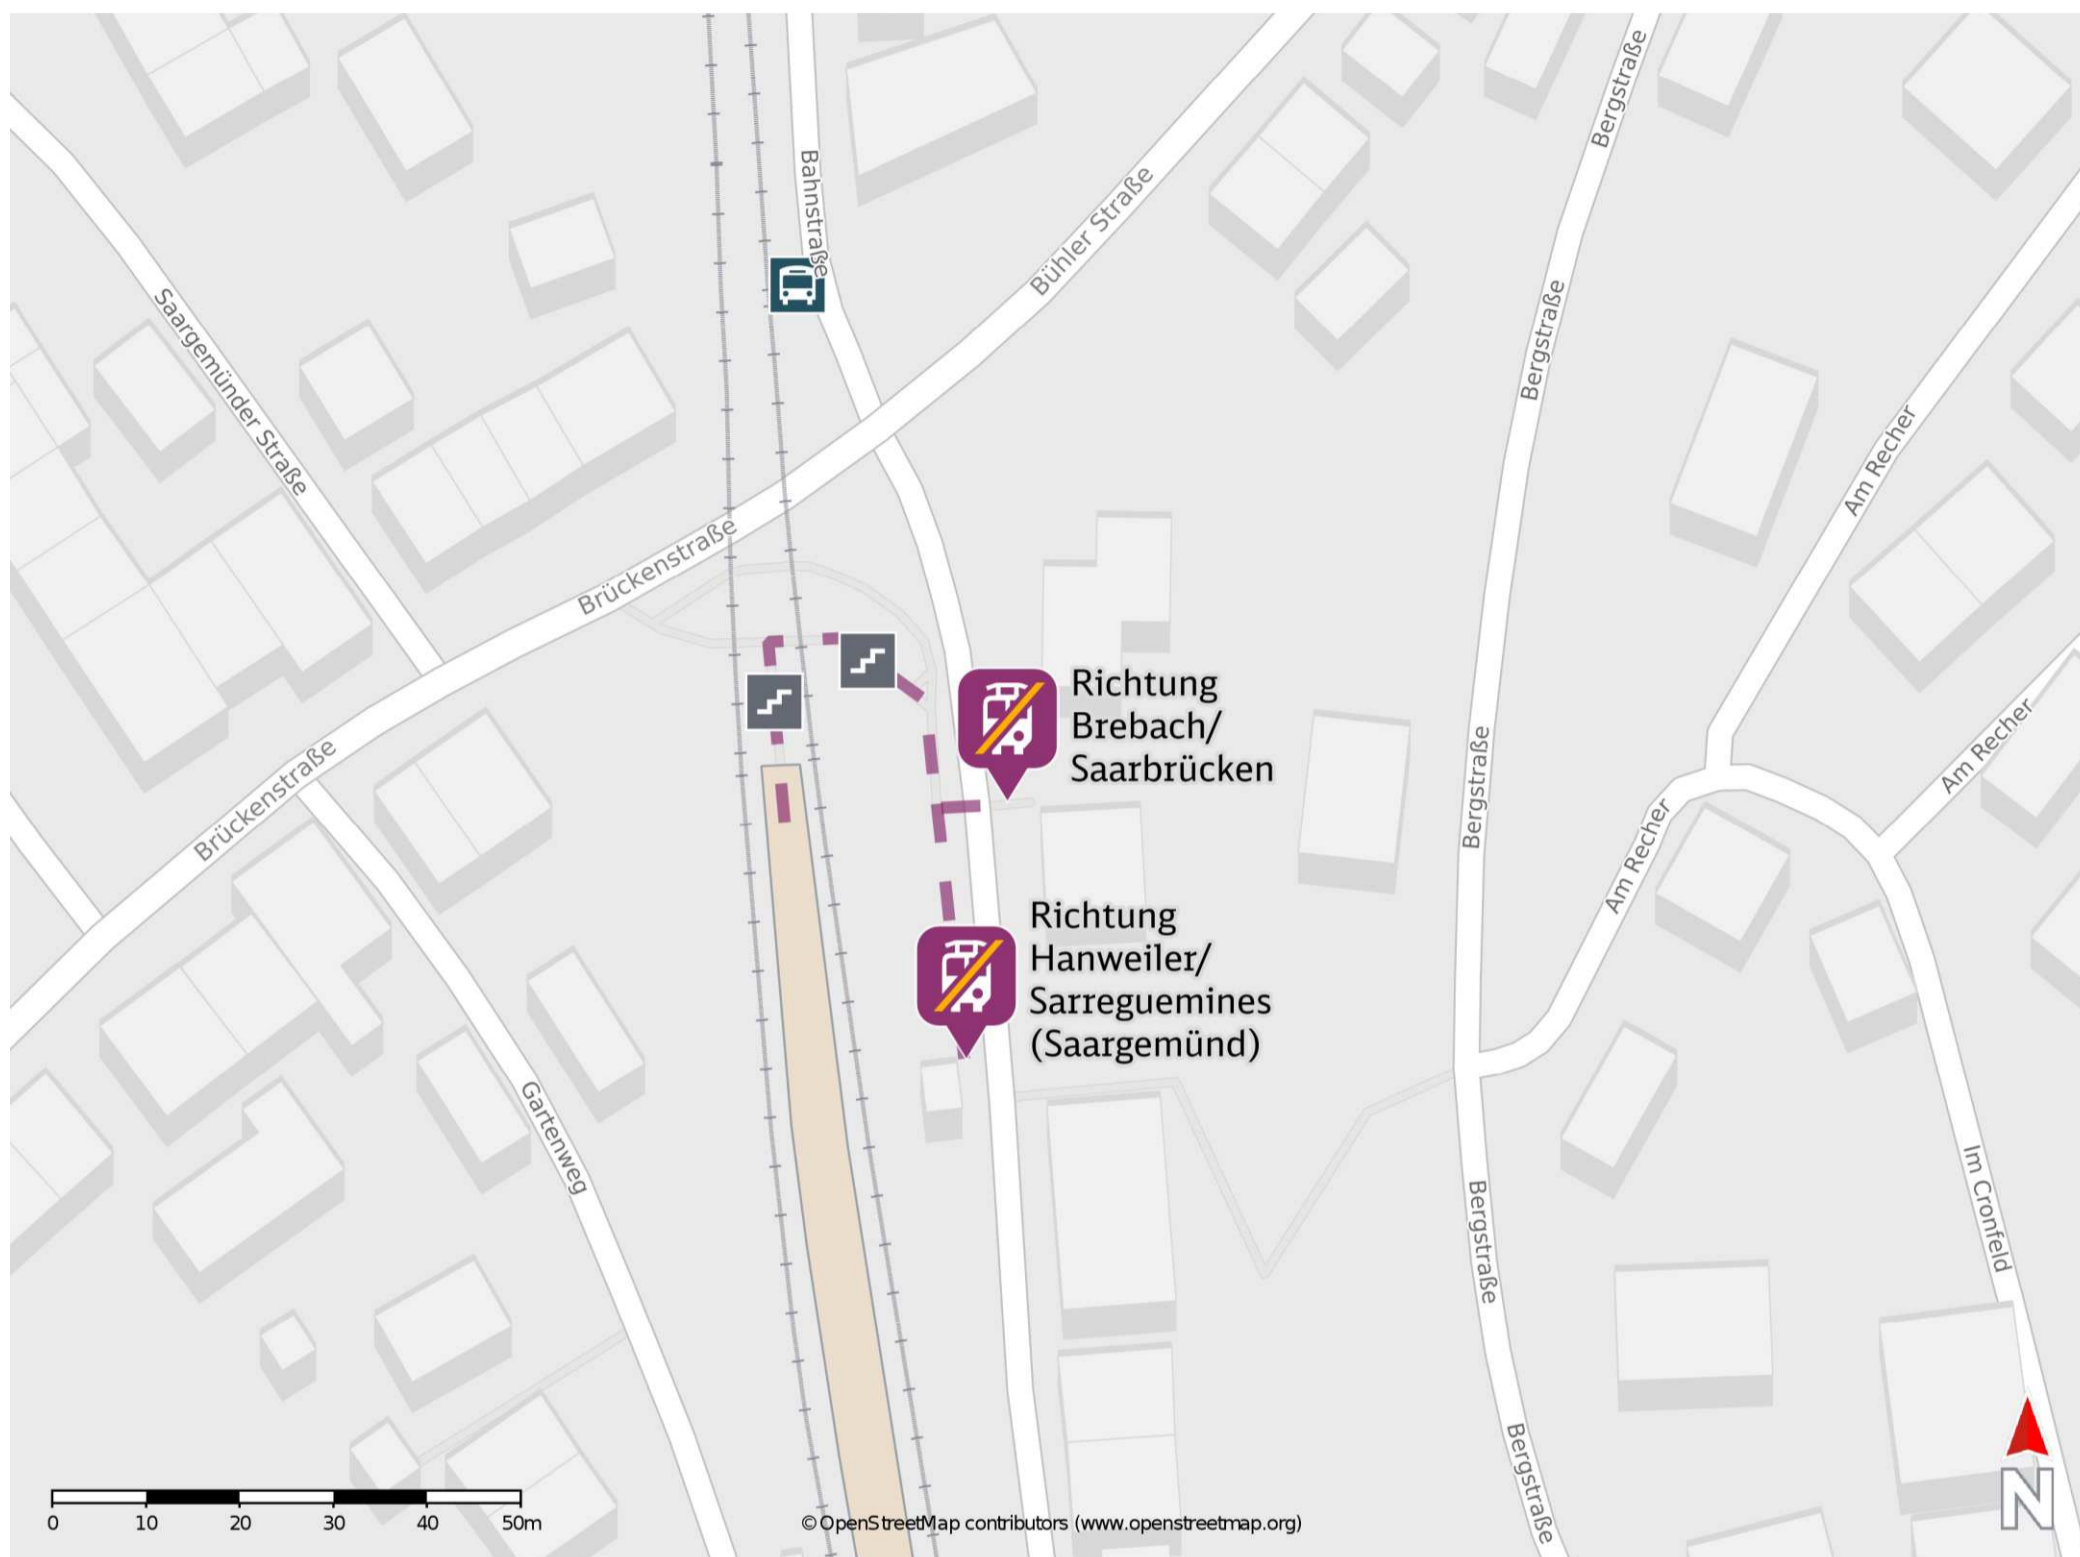 Bergstraße
Bahnstraße
Bühler Straße
Saargemünder Straße
Bergstraße
Am Recher
Brückenstraße
Richtung
Brebach/
Saarbrücken
Bergstraße
Am Recher
Brückenstraße
Am Recher
Richtung
Hanweiler/
Sarreguemines
(Saargemünd)
Gartenweg
Bergstraße
Im Cronfeld
Bergstraße
N
0 10 20 30 40 50m
© OpenStreetMap contributors (www.openstreetmap.org)